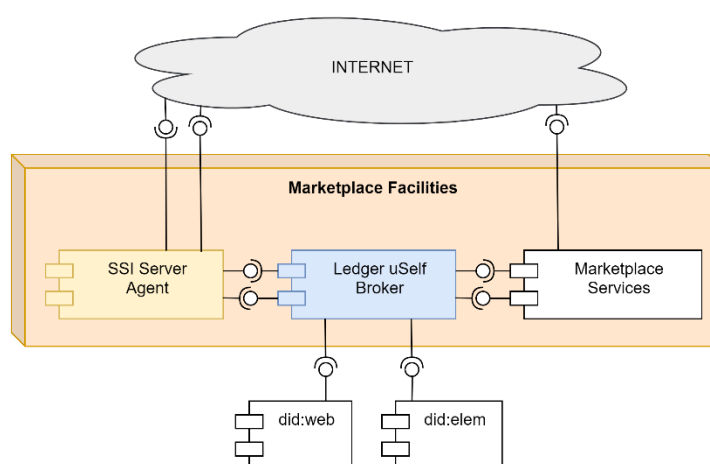 INTERNET
Marketplace Facilities
SSI Server
Agent
Ledger uSelf
Broker
Marketplace
Services
did:web
did:elem